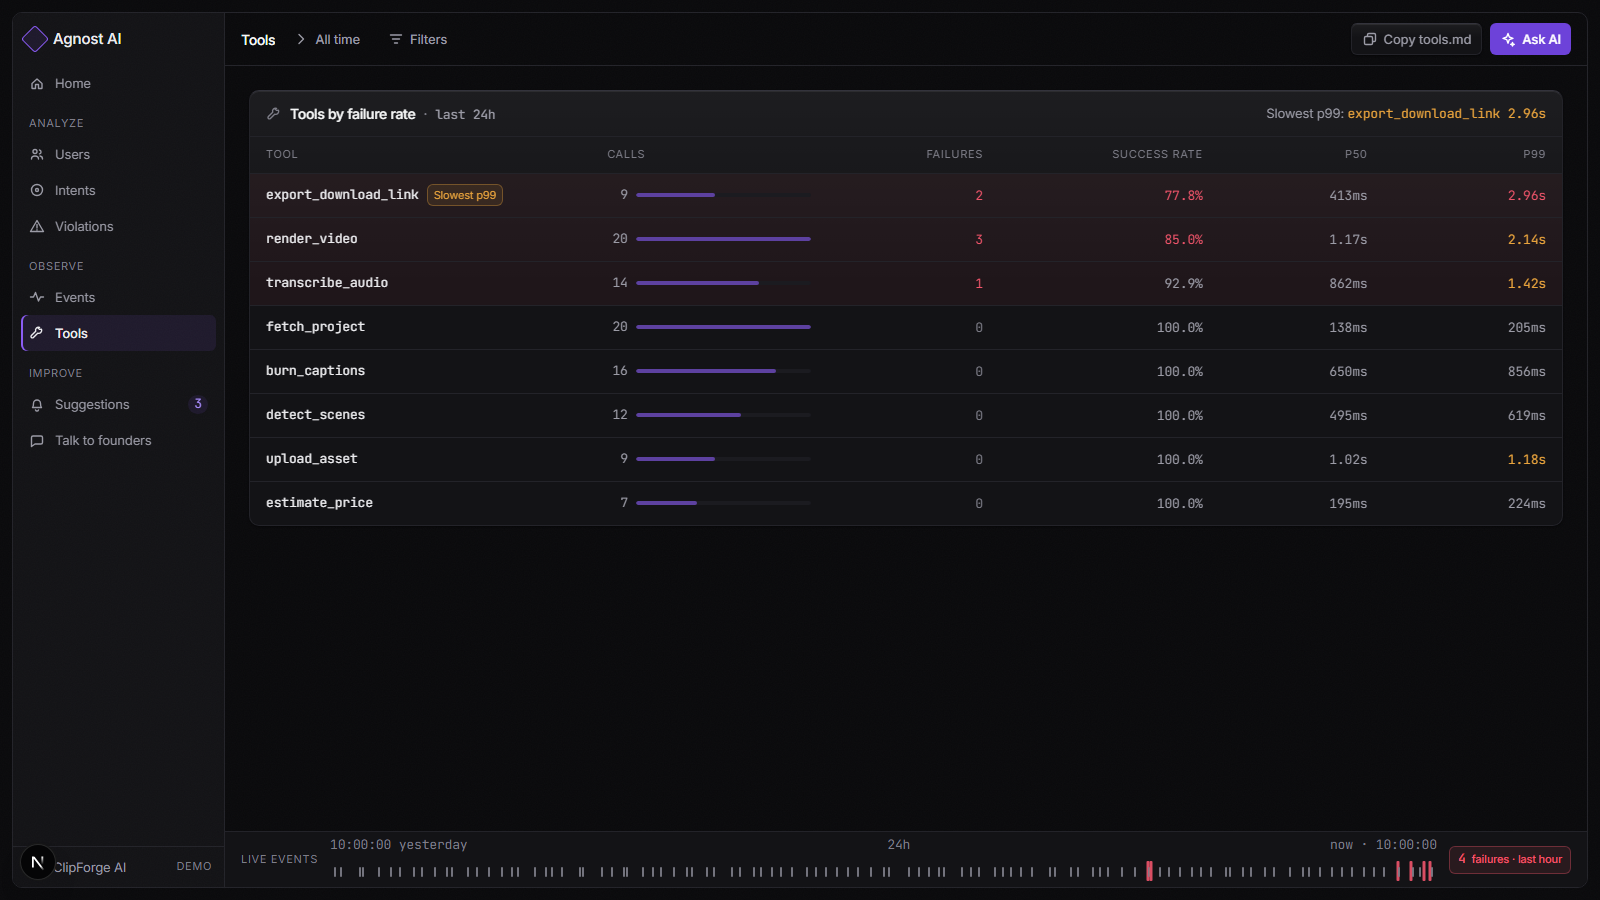 Agnost AI
Home
ANALYZE
Users
Intents
Violations
OBSERVE
Events
Tools
IMPROVE
Suggestions 3
Talk to founders
N ClipForge AI DEMO
Tools All time Filters Copy tools.md Ask AI
Tools by failure rate · last 24h Slowest p99: export_download_link 2.96s
TOOL CALLS FAILURES SUCCESS RATE P50 P99
export_download_link Slowest p99 9 2 77.8% 413ms 2.96s
render_video 20 3 85.0% 1.17s 2.14s
transcribe_audio 14 1 92.9% 862ms 1.42s
fetch_project 20 0 100.0% 138ms 205ms
burn_captions 16 0 100.0% 650ms 856ms
detect_scenes 12 0 100.0% 495ms 619ms
upload_asset 9 0 100.0% 1.02s 1.18s
estimate_price 7 0 100.0% 195ms 224ms
10:00:00 yesterday 24h now · 10:00:00
LIVE EVENTS 4 failures · last hour